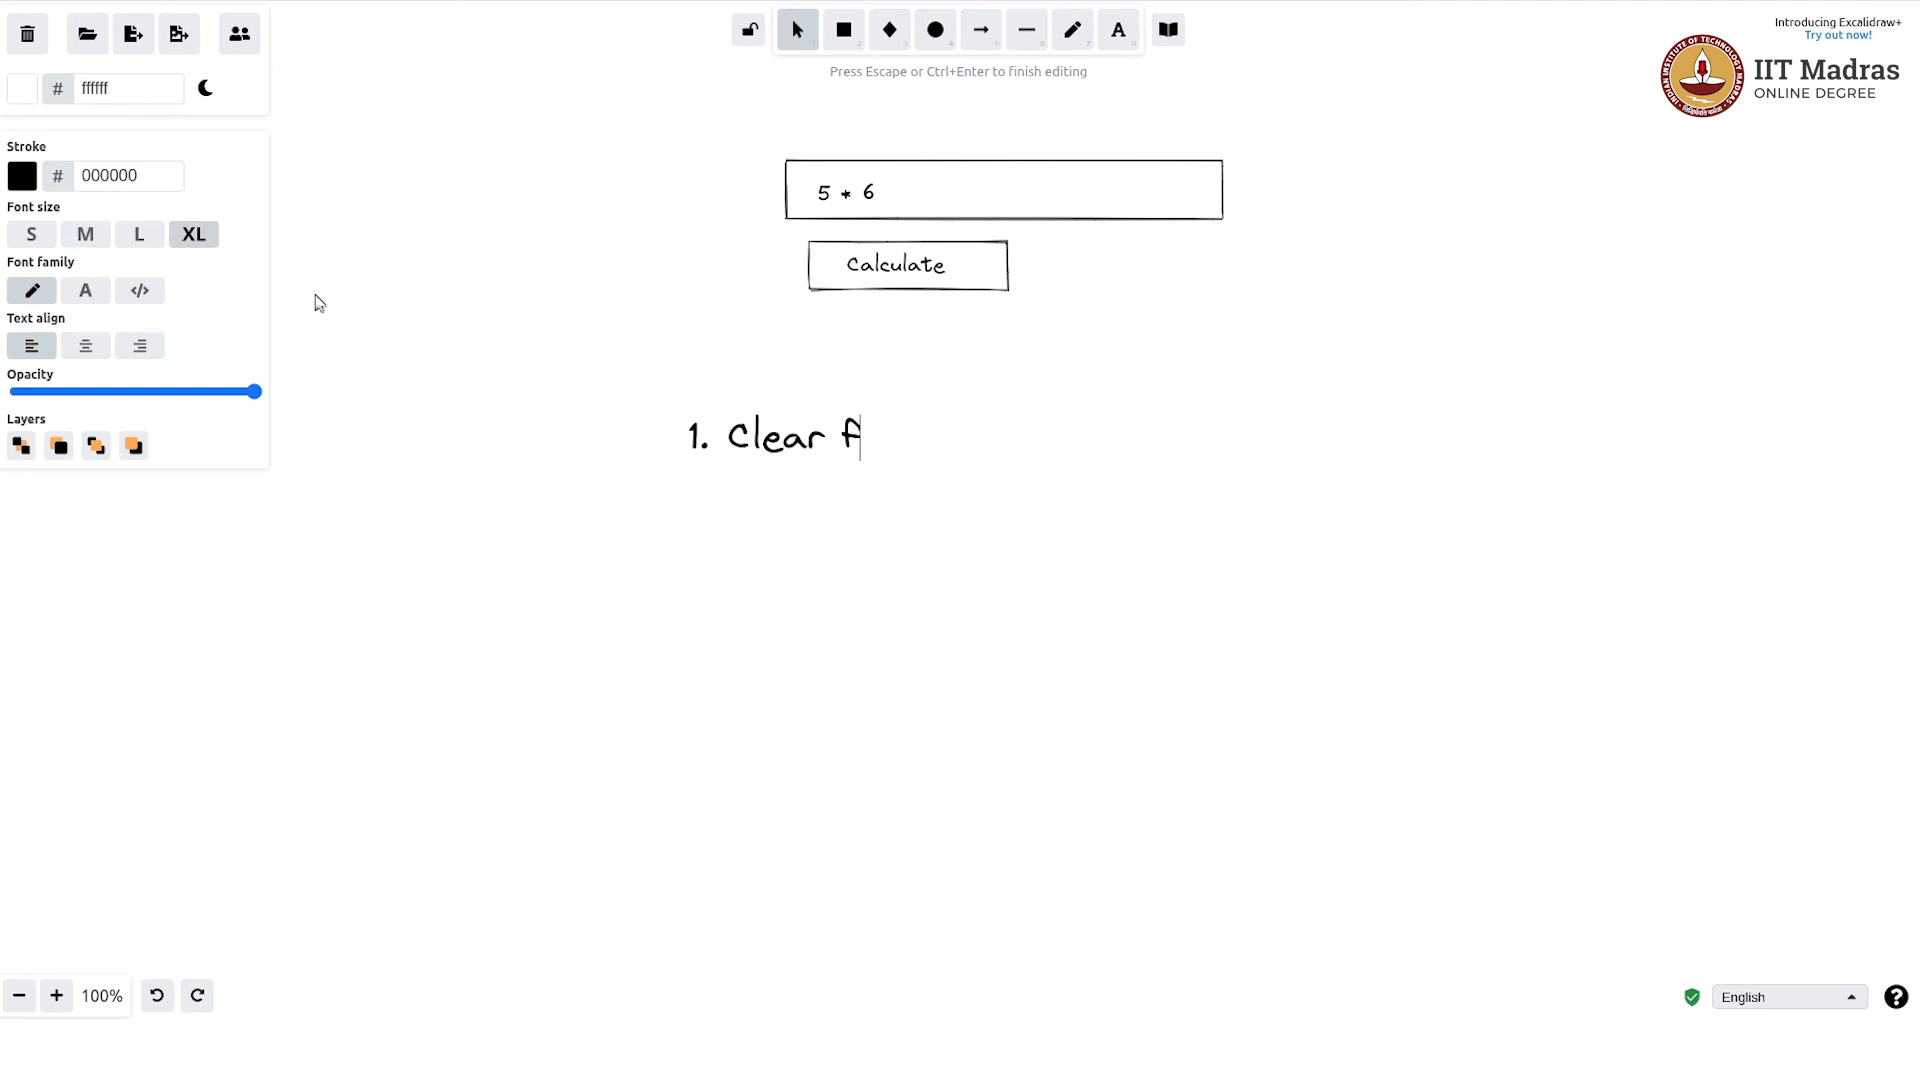 Introducing Excalidraw+
Try out now!
IIT Madras
ONLINE DEGREE
Press Escape or Ctrl+Enter to finish editing
# ffffff
Stroke
# 000000
Font size
S M L XL
Font family
A </>
Text align
Opacity
Layers
A
5 * 6
Calculate
1. Clear f
100%
English
?